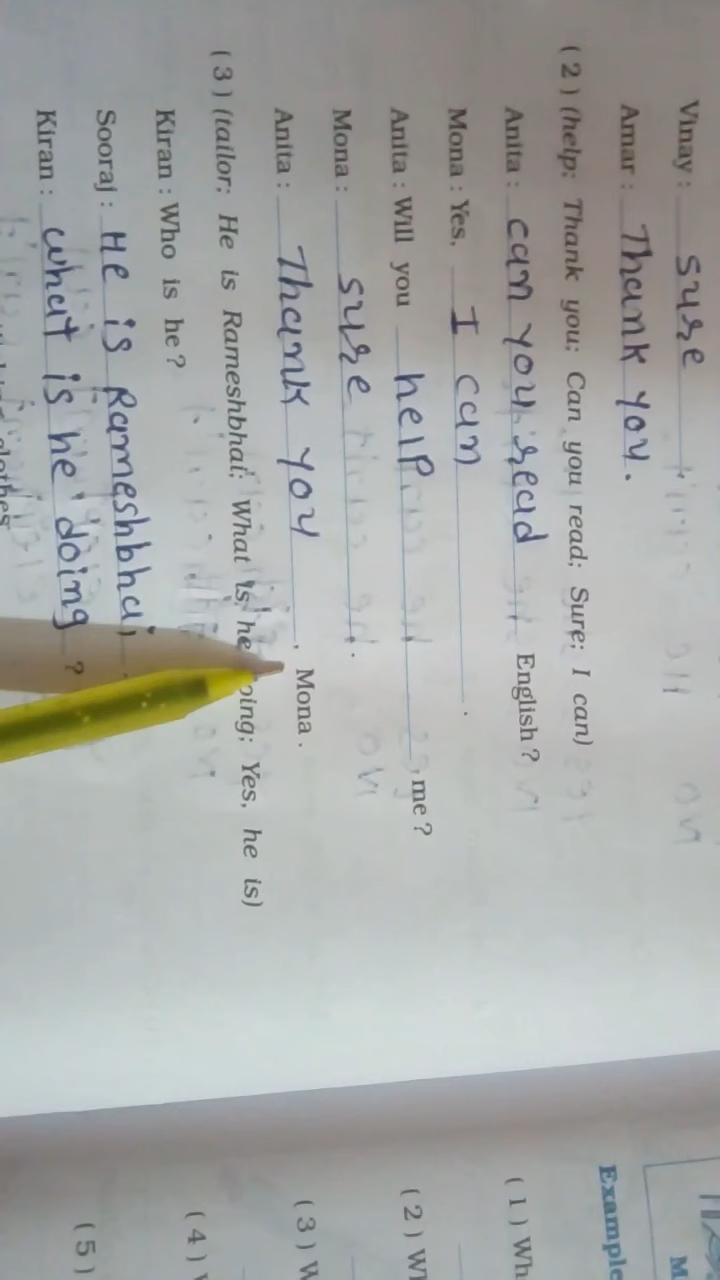 Vinay : sure
Amar : Thank you.
(2) (help; Thank you; Can you read; Sure; I can)
Anita : can you read English ?
Mona : Yes, I can .
Anita : Will you help me ?
Mona : sure .
Anita : Thank you , Mona .
(3) (tailor; He is Rameshbhai; What is he oing; Yes, he is)
Kiran : Who is he ?
Sooraj : He is Rameshbhai
Kiran : what is he doing ?
clothes
Example
(1) Wh
(2) Wh
(3) W
(4)
(5)